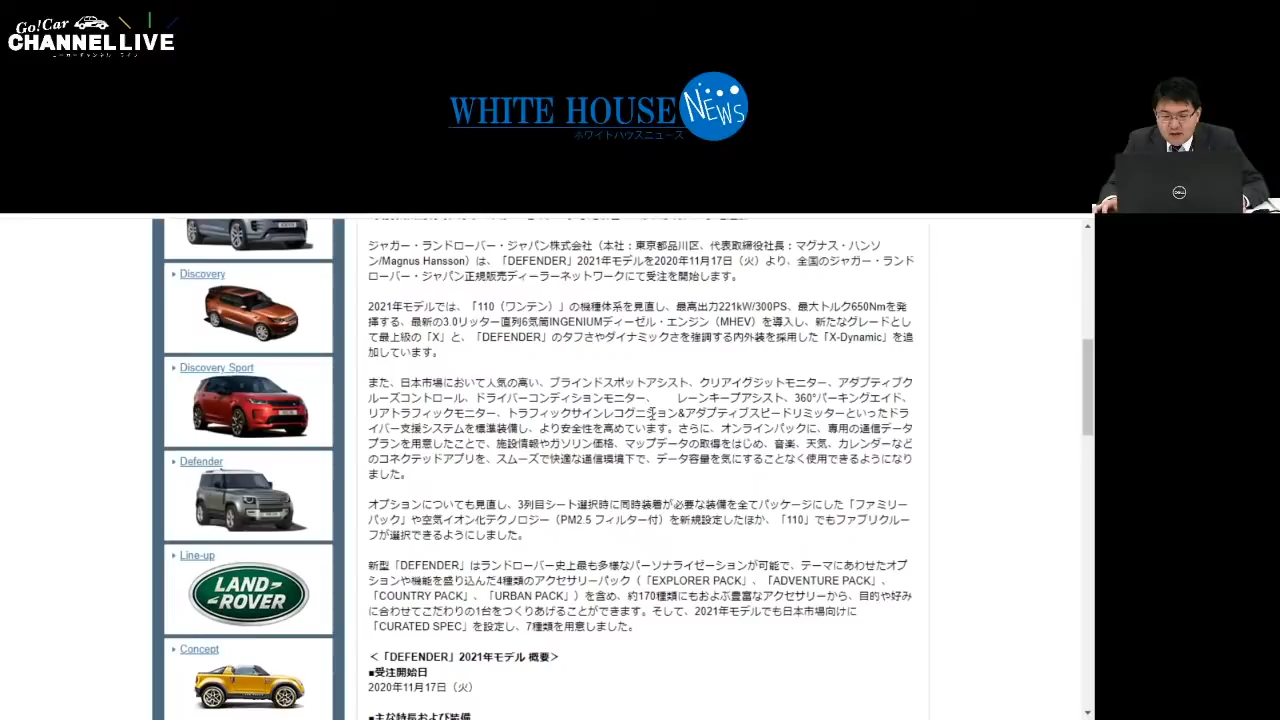 Go!Car
CHANNEL LIVE
WHITE HOUSE NEWS
ホワイトハウスニュース
DELL
Discovery
Discovery Sport
Defender
Line-up
LAND ROVER
Concept
ジャガー・ランドローバー・ジャパン株式会社（本社：東京都品川区、代表取締役社長：マグナス・ハンソ
ン/Magnus Hansson）は、「DEFENDER」2021年モデルを2020年11月17日（火）より、全国のジャガー・ランド
ローバー・ジャパン正規販売ディーラーネットワークにて受注を開始します。
2021年モデルでは、「110（ワンテン）」の機種体系を見直し、最高出力221kW/300PS、最大トルク650Nmを発
揮する、最新の3.0リッター直列6気筒INGENIUMディーゼル・エンジン（MHEV）を導入し、新たなグレードとし
て最上級の「X」と、「DEFENDER」のタフさやダイナミックさを強調する内外装を採用した「X-Dynamic」を追
加しています。
また、日本市場において人気の高い、ブラインドスポットアシスト、クリアイグジットモニター、アダプティブク
ルーズコントロール、ドライバーコンディションモニター、 レーンキープアシスト、360°パーキングエイド、
リアトラフィックモニター、トラフィックサインレコグニション&アダプティブスピードリミッターといったドラ
イバー支援システムを標準装備し、より安全性を高めています。さらに、オンラインパックに、専用の通信データ
プランを用意したことで、施設情報やガソリン価格、マップデータの取得をはじめ、音楽、天気、カレンダーなど
のコネクテッドアプリを、スムーズで快適な通信環境下で、データ容量を気にすることなく使用できるようになり
ました。
オプションについても見直し、3列目シート選択時に同時装着が必要な装備を全てパッケージにした「ファミリー
パック」や空気イオン化テクノロジー（PM2.5 フィルター付）を新規設定したほか、「110」でもファブリックルー
フが選択できるようにしました。
新型「DEFENDER」はランドローバー史上最も多様なパーソナライゼーションが可能で、テーマにあわせたオプ
ションや機能を盛り込んだ4種類のアクセサリーパック（「EXPLORER PACK」、「ADVENTURE PACK」、
「COUNTRY PACK」、「URBAN PACK」）を含め、約170種類にもおよぶ豊富なアクセサリーから、目的や好み
に合わせてこだわりの1台をつくりあげることができます。そして、2021年モデルでも日本市場向けに
「CURATED SPEC」を設定し、7種類を用意しました。
＜「DEFENDER」2021年モデル 概要＞
■受注開始日
2020年11月17日（火）
■主な特長および装備